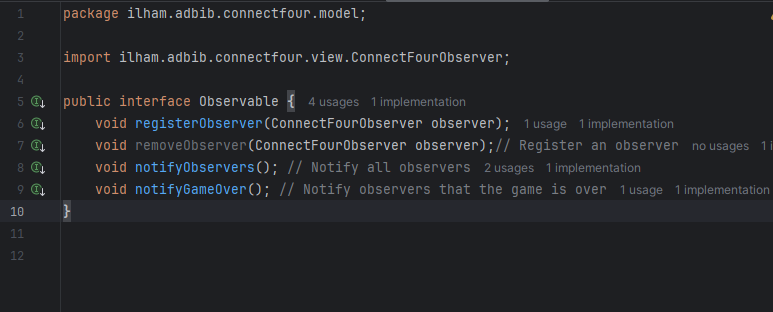 1 package ilham.adbib.connectfour.model;
2
3 import ilham.adbib.connectfour.view.ConnectFourObserver;
4
5 public interface Observable { 4 usages 1 implementation
6 void registerObserver(ConnectFourObserver observer); 1 usage 1 implementation
7 void removeObserver(ConnectFourObserver observer);// Register an observer no usages 1
8 void notifyObservers(); // Notify all observers 2 usages 1 implementation
9 void notifyGameOver(); // Notify observers that the game is over 1 usage 1 implementation
10 }
11
12